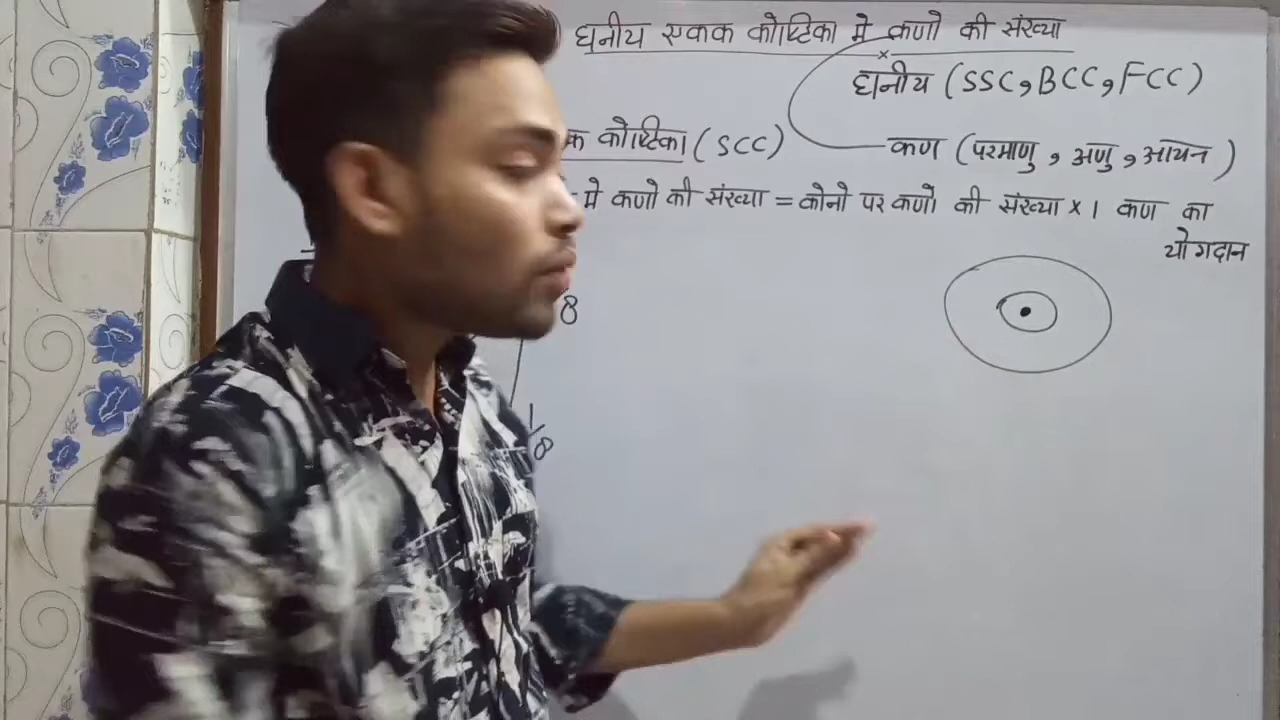 घनीय एकक कोष्टिका में कणों की संख्या
घनीय (SSC, BCC, FCC)
क कोष्टिका (SCC)
कण (परमाणु, अणु, आयन)
में कणों की संख्या = कोनो पर कणों की संख्या × 1 कण का
योगदान
8
1/8